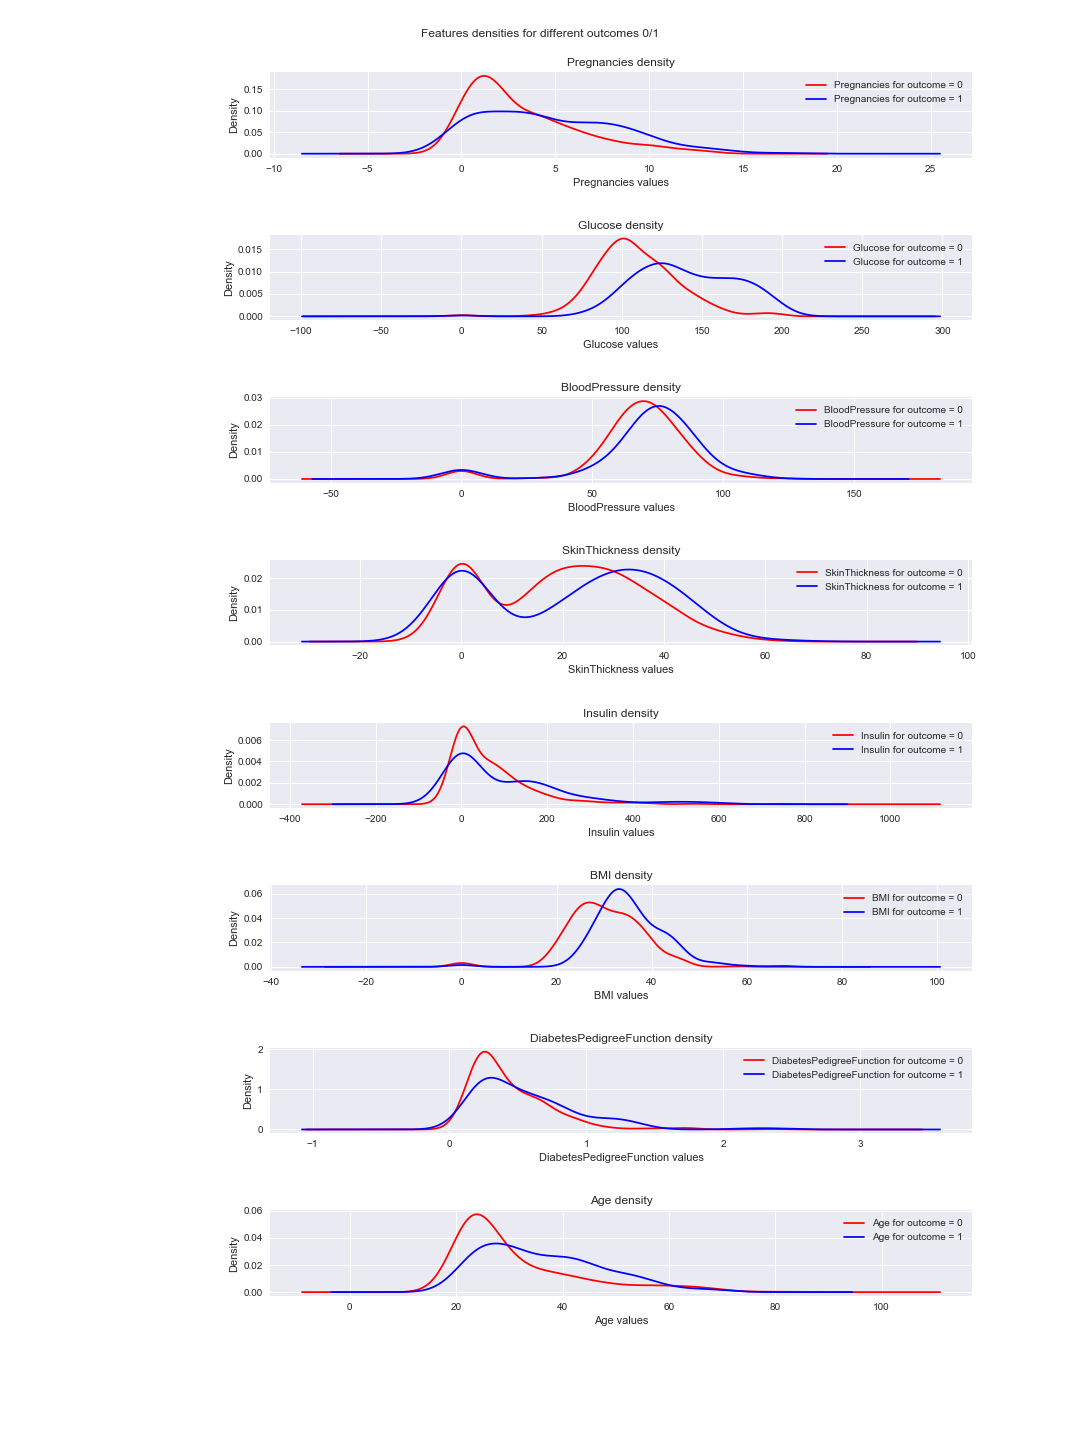 Features densities for different outcomes 0/1
Pregnancies density
Density
0.15
0.10
0.05
0.00
Pregnancies for outcome = 0
Pregnancies for outcome = 1
−10 −5 0 5 10 15 20 25
Pregnancies values
Glucose density
Density
0.015
0.010
0.005
0.000
Glucose for outcome = 0
Glucose for outcome = 1
−100 −50 0 50 100 150 200 250 300
Glucose values
BloodPressure density
Density
0.03
0.02
0.01
0.00
BloodPressure for outcome = 0
BloodPressure for outcome = 1
−50 0 50 100 150
BloodPressure values
SkinThickness density
Density
0.02
0.01
0.00
SkinThickness for outcome = 0
SkinThickness for outcome = 1
−20 0 20 40 60 80 100
SkinThickness values
Insulin density
Density
0.006
0.004
0.002
0.000
Insulin for outcome = 0
Insulin for outcome = 1
−400 −200 0 200 400 600 800 1000
Insulin values
BMI density
Density
0.06
0.04
0.02
0.00
BMI for outcome = 0
BMI for outcome = 1
−40 −20 0 20 40 60 80 100
BMI values
DiabetesPedigreeFunction density
Density
2
1
0
DiabetesPedigreeFunction for outcome = 0
DiabetesPedigreeFunction for outcome = 1
−1 0 1 2 3
DiabetesPedigreeFunction values
Age density
Density
0.06
0.04
0.02
0.00
Age for outcome = 0
Age for outcome = 1
0 20 40 60 80 100
Age values